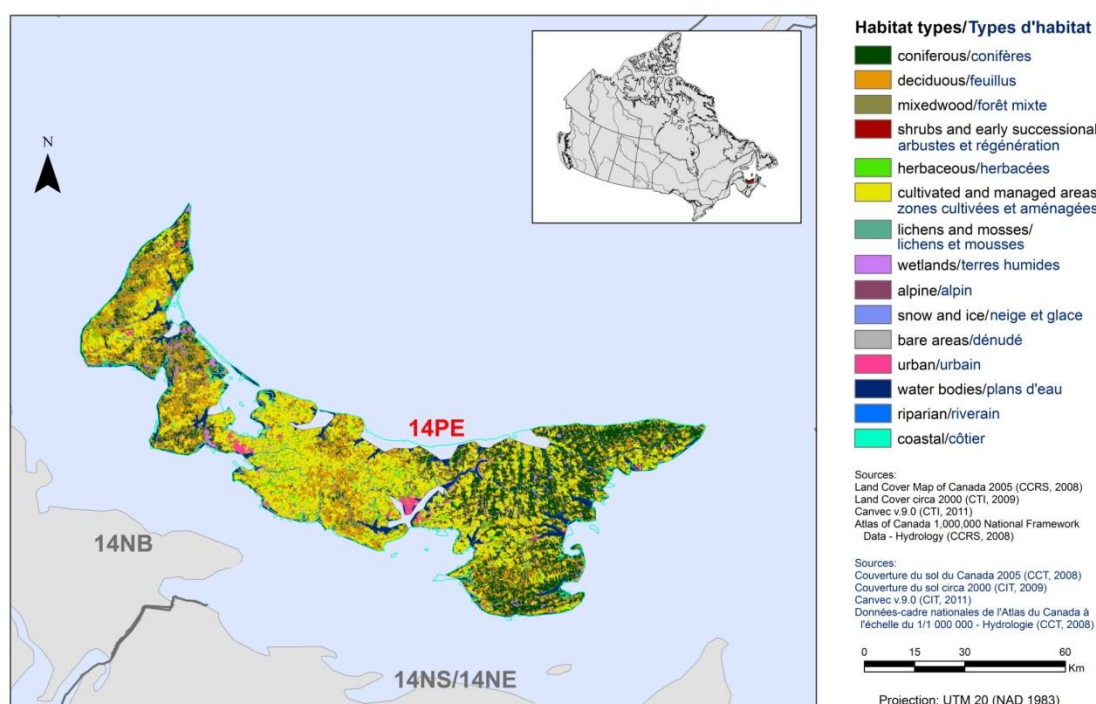 N
14PE
14NB
14NS/14NE
Habitat types/Types d'habitat
coniferous/conifères
deciduous/feuillus
mixedwood/forêt mixte
shrubs and early successional
arbustes et régénération
herbaceous/herbacées
cultivated and managed areas
zones cultivées et aménagées
lichens and mosses/
lichens et mousses
wetlands/terres humides
alpine/alpin
snow and ice/neige et glace
bare areas/dénudé
urban/urbain
water bodies/plans d'eau
riparian/riverain
coastal/côtier
Sources:
Land Cover Map of Canada 2005 (CCRS, 2008)
Land Cover circa 2000 (CTI, 2009)
Canvec v.9.0 (CTI, 2011)
Atlas of Canada 1,000,000 National Framework
Data - Hydrology (CCRS, 2008)
Sources:
Couverture du sol du Canada 2005 (CCT, 2008)
Couverture du sol circa 2000 (CIT, 2009)
Canvec v.9.0 (CIT, 2011)
Données-cadre nationales de l'Atlas du Canada à
l'échelle du 1/1 000 000 - Hydrologie (CCT, 2008)
0 15 30 60
Km
Projection: UTM 20 (NAD 1983)